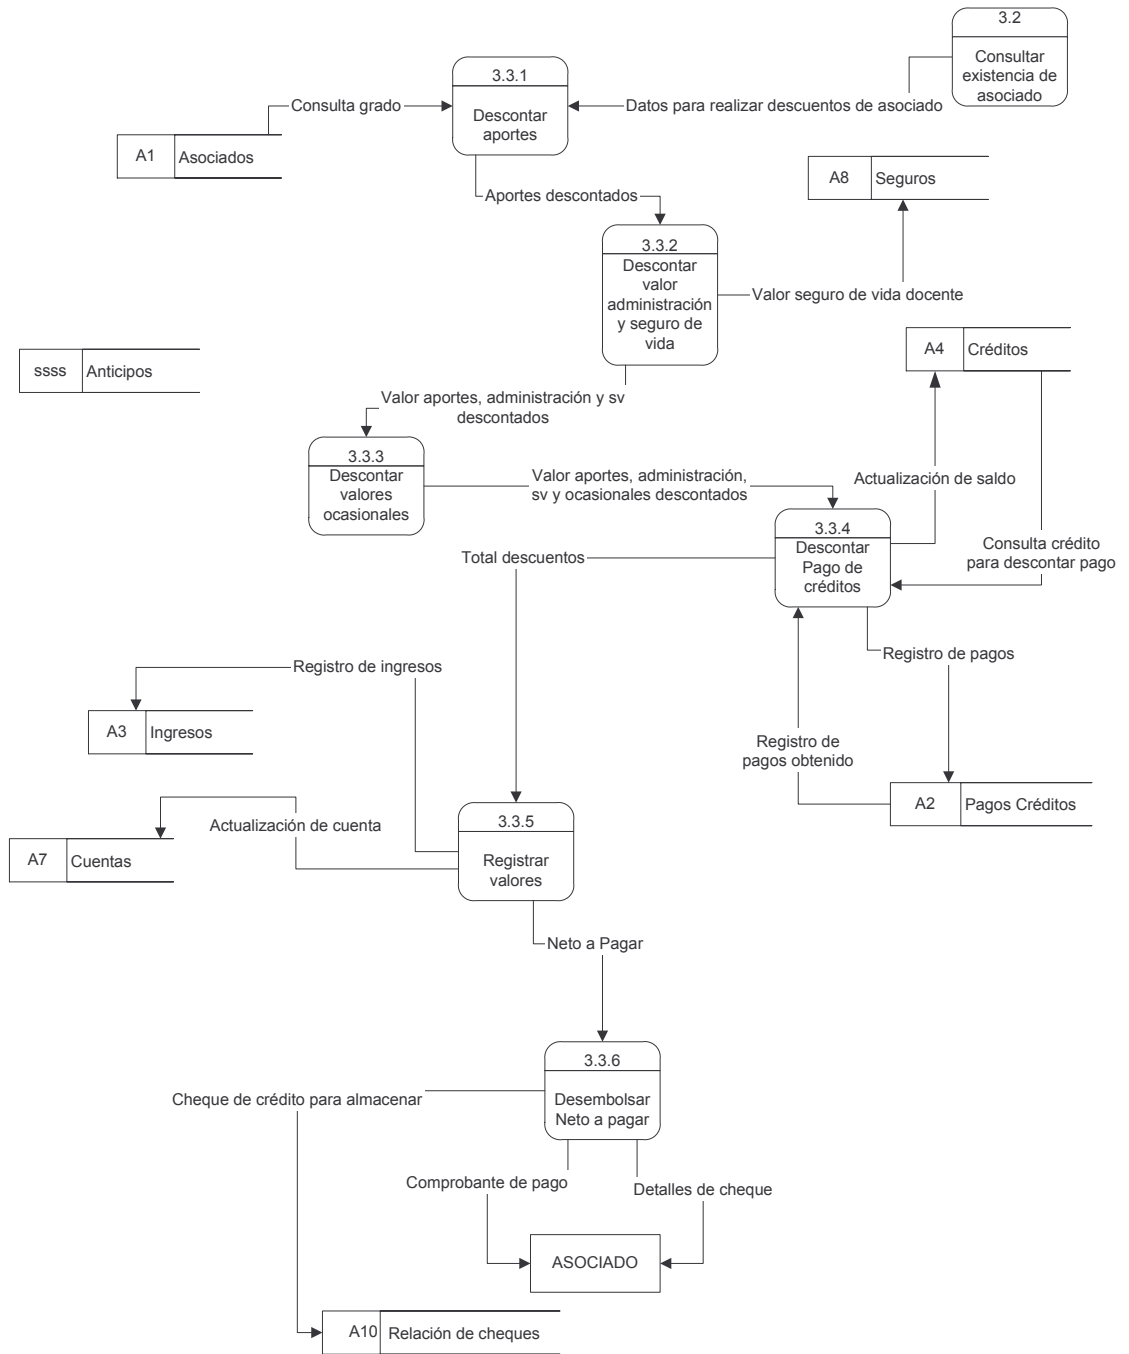 3.2
Consultar
existencia de
asociado
3.3.1
Descontar
aportes
Consulta grado
Datos para realizar descuentos de asociado
A1 Asociados
Aportes descontados
A8 Seguros
3.3.2
Descontar
valor
administración
y seguro de
vida
Valor seguro de vida docente
A4 Créditos
ssss Anticipos
Valor aportes, administración y sv
descontados
3.3.3
Descontar
valores
ocasionales
Valor aportes, administración,
sv y ocasionales descontados
Actualización de saldo
3.3.4
Descontar
Pago de
créditos
Consulta crédito
para descontar pago
Total descuentos
Registro de pagos
Registro de ingresos
A3 Ingresos
Registro de
pagos obtenido
A2 Pagos Créditos
Actualización de cuenta
A7 Cuentas
3.3.5
Registrar
valores
Neto a Pagar
3.3.6
Desembolsar
Neto a pagar
Cheque de crédito para almacenar
Comprobante de pago
Detalles de cheque
ASOCIADO
A10 Relación de cheques